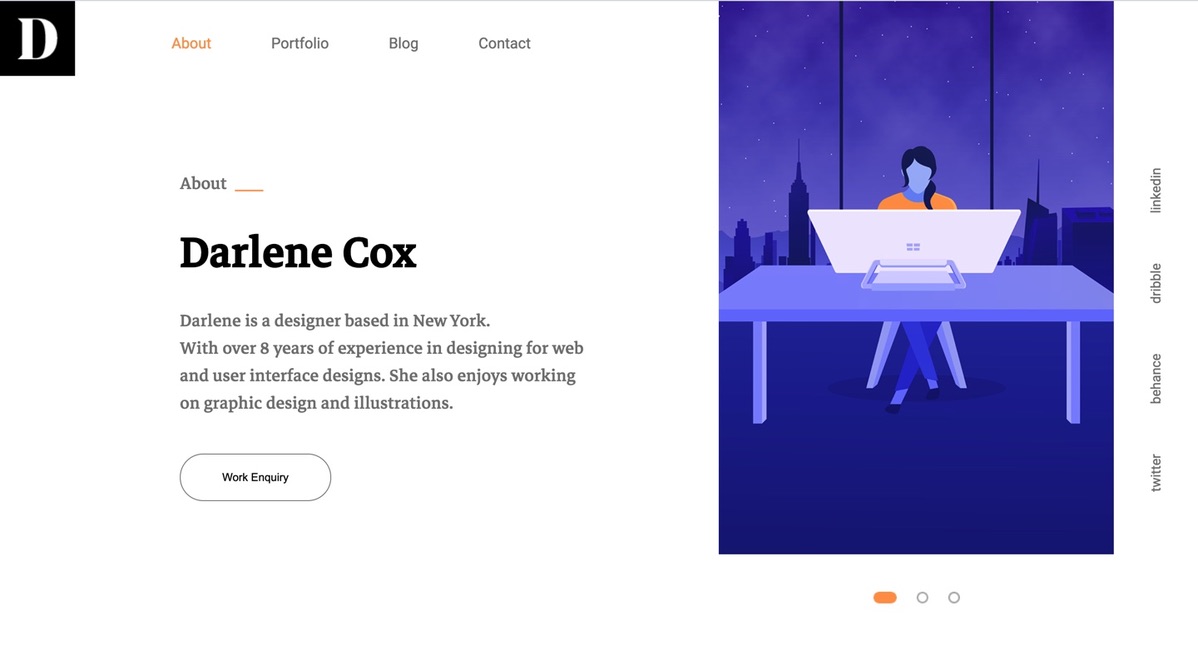 D
About
Portfolio
Blog
Contact
About
Darlene Cox
Darlene is a designer based in New York.
With over 8 years of experience in designing for web
and user interface designs. She also enjoys working
on graphic design and illustrations.
Work Enquiry
linkedin
dribble
behance
twitter